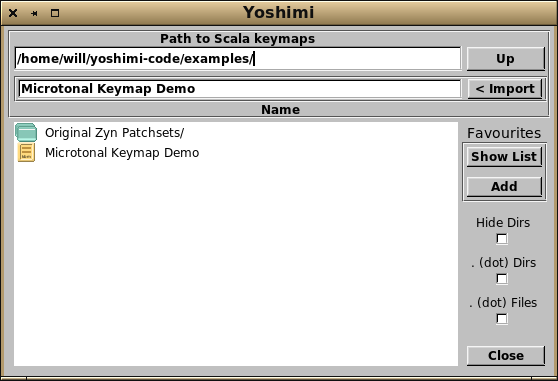 Yoshimi
Path to Scala keymaps
/home/will/yoshimi-code/examples/
Up
Microtonal Keymap Demo
< Import
Name
Original Zyn Patchsets/
Microtonal Keymap Demo
Favourites
Show List
Add
Hide Dirs
. (dot) Dirs
. (dot) Files
Close